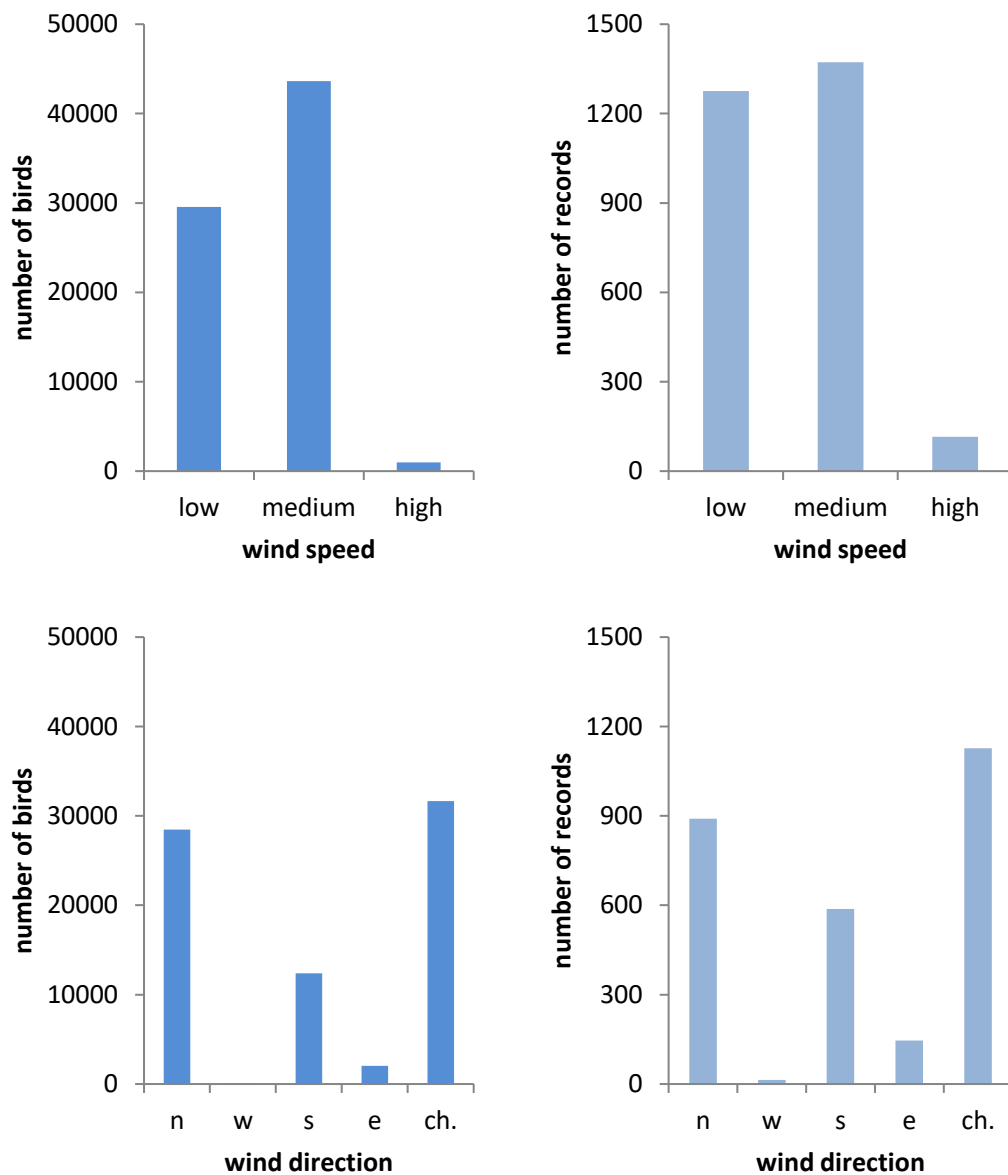 number of birds
50000
40000
30000
20000
10000
0
low medium high
wind speed
number of records
1500
1200
900
600
300
0
low medium high
wind speed
number of birds
50000
40000
30000
20000
10000
0
n w s e ch.
wind direction
number of records
1500
1200
900
600
300
0
n w s e ch.
wind direction